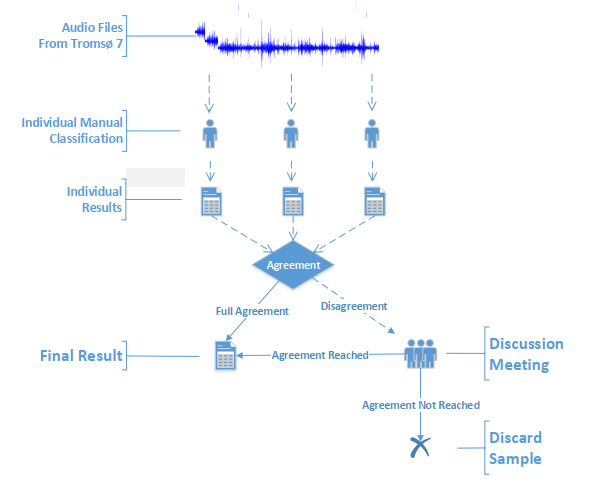 Audio Files
From Tromsø 7
Individual Manual
Classification
Individual
Results
Agreement
Full Agreement
Disagreement
Final Result
Agreement Reached
Discussion
Meeting
Agreement Not Reached
Discard
Sample